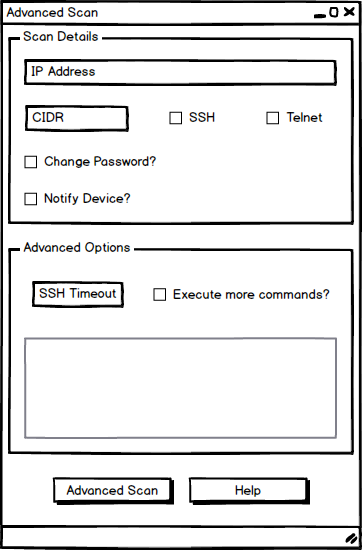 Advanced Scan
Scan Details
IP Address
CIDR SSH Telnet
Change Password?
Notify Device?
Advanced Options
SSH Timeout Execute more commands?
Advanced Scan Help